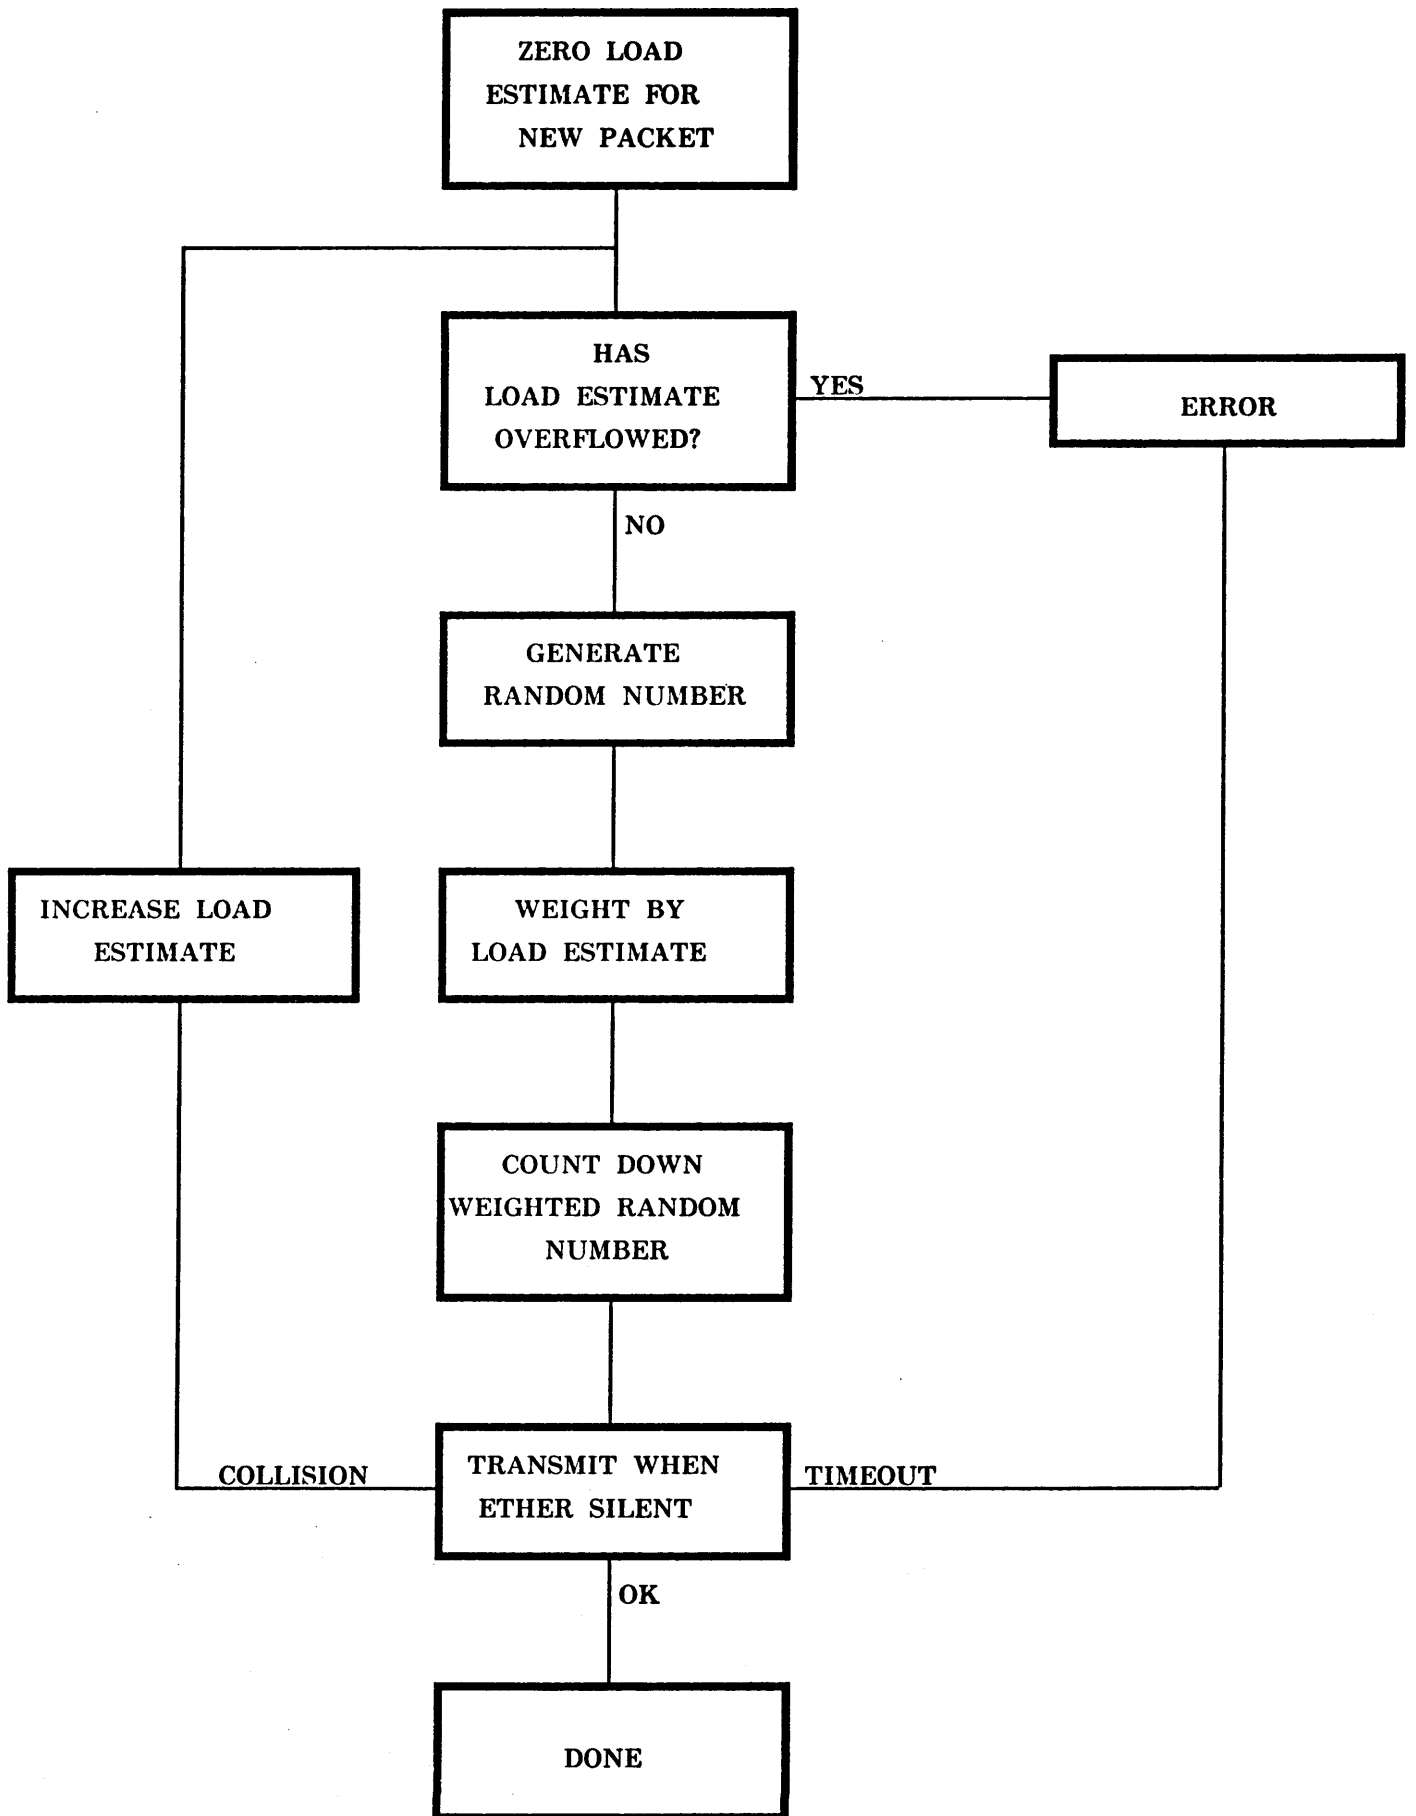 ZERO LOAD
ESTIMATE FOR
NEW PACKET
HAS
LOAD ESTIMATE
OVERFLOWED?
YES
ERROR
NO
GENERATE
RANDOM NUMBER
INCREASE LOAD
ESTIMATE
WEIGHT BY
LOAD ESTIMATE
COUNT DOWN
WEIGHTED RANDOM
NUMBER
COLLISION
TRANSMIT WHEN
ETHER SILENT
TIMEOUT
OK
DONE